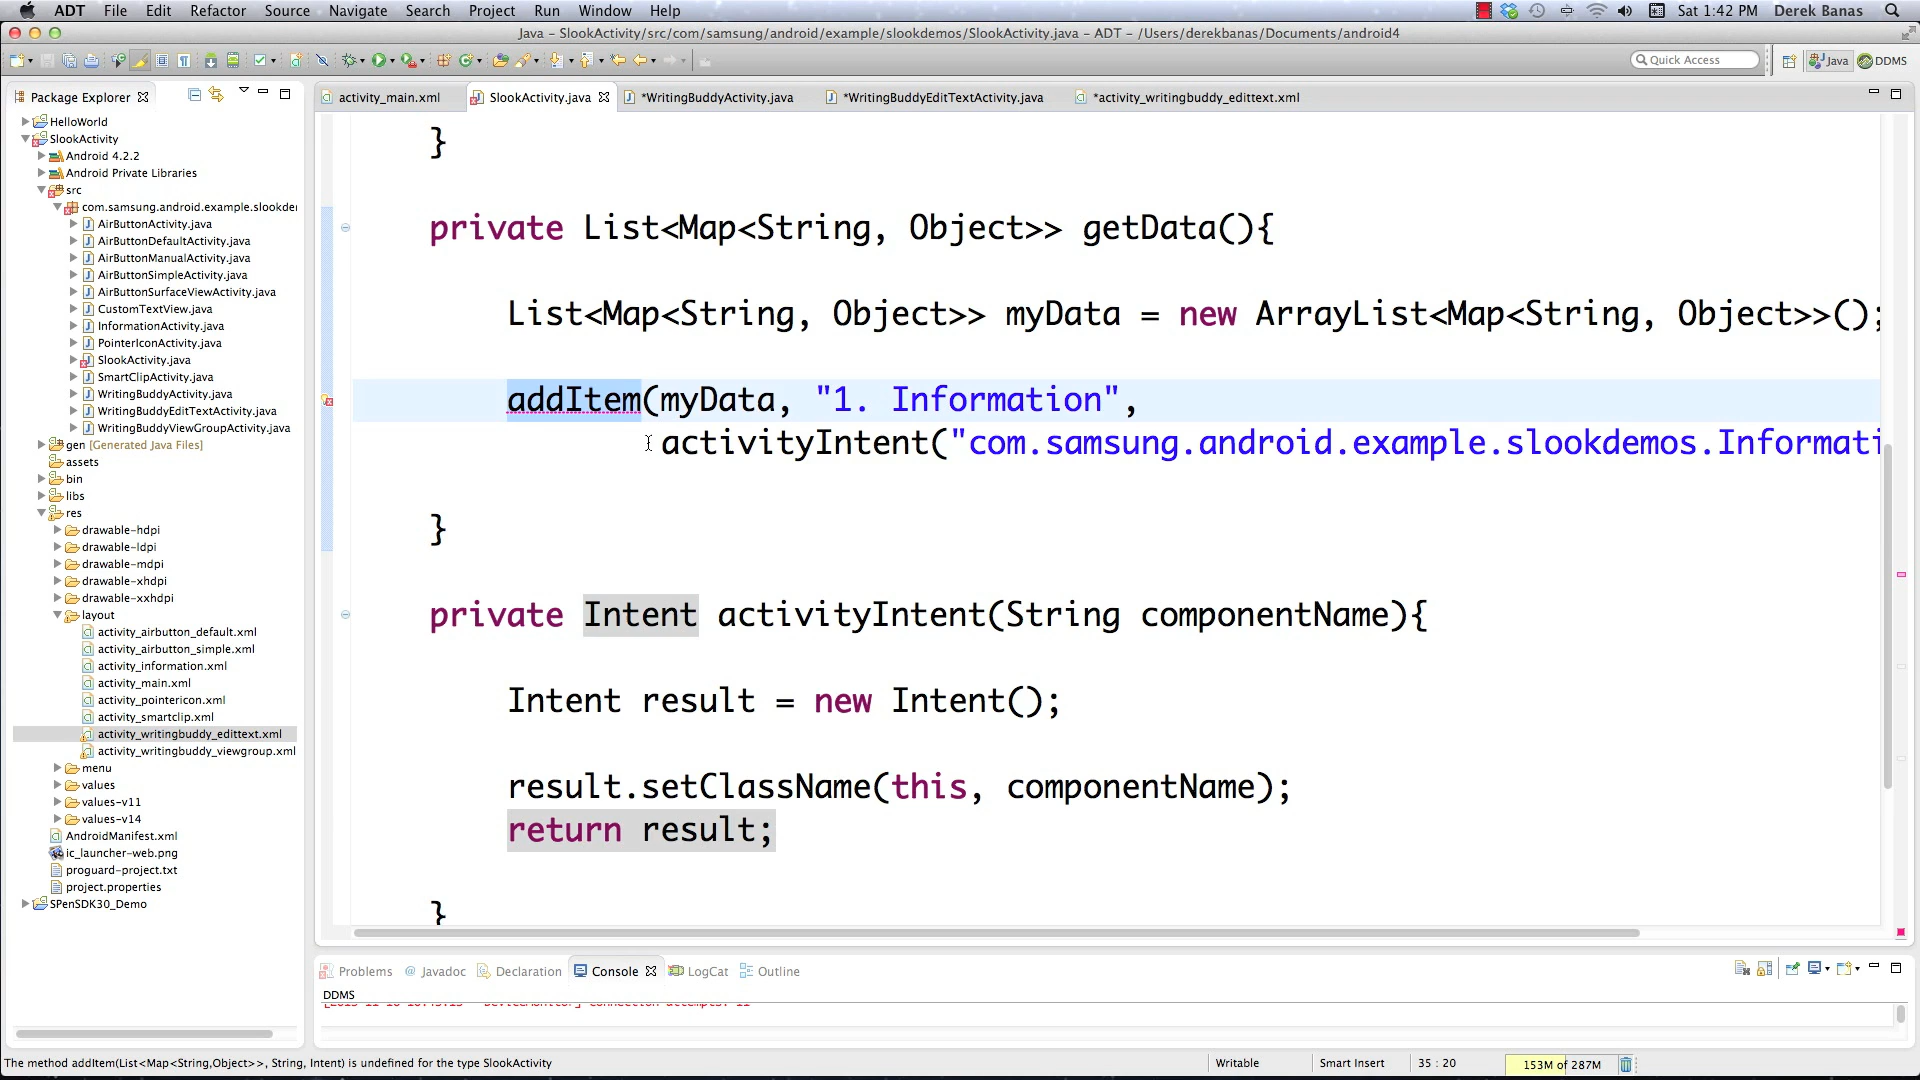 ADT File Edit Refactor Source Navigate Search Project Run Window Help Sat 1:42 PM Derek Banas
Java – SlookActivity/src/com/samsung/android/example/slookdemos/SlookActivity.java – ADT – /Users/derekbanas/Documents/android4
Quick Access Java DDMS
Package Explorer
activity_main.xml SlookActivity.java *WritingBuddyActivity.java *WritingBuddyEditTextActivity.java *activity_writingbuddy_edittext.xml
HelloWorld
SlookActivity
Android 4.2.2
Android Private Libraries
src
com.samsung.android.example.slookde
AirButtonActivity.java
AirButtonDefaultActivity.java
AirButtonManualActivity.java
AirButtonSimpleActivity.java
AirButtonSurfaceViewActivity.java
CustomTextView.java
InformationActivity.java
PointerIconActivity.java
SlookActivity.java
SmartClipActivity.java
WritingBuddyActivity.java
WritingBuddyEditTextActivity.java
WritingBuddyViewGroupActivity.java
gen [Generated Java Files]
assets
bin
libs
res
drawable-hdpi
drawable-ldpi
drawable-mdpi
drawable-xhdpi
drawable-xxhdpi
layout
activity_airbutton_default.xml
activity_airbutton_simple.xml
activity_information.xml
activity_main.xml
activity_pointericon.xml
activity_smartclip.xml
activity_writingbuddy_edittext.xml
activity_writingbuddy_viewgroup.xml
menu
values
values-v11
values-v14
AndroidManifest.xml
ic_launcher-web.png
proguard-project.txt
project.properties
SPenSDK30_Demo
}
private List<Map<String, Object>> getData(){
List<Map<String, Object>> myData = new ArrayList<Map<String, Object>>();
addItem(myData, "1. Information",
activityIntent("com.samsung.android.example.slookdemos.Informati
}
private Intent activityIntent(String componentName){
Intent result = new Intent();
result.setClassName(this, componentName);
return result;
}
Problems @ Javadoc Declaration Console LogCat Outline
DDMS
The method addItem(List<Map<String,Object>>, String, Intent) is undefined for the type SlookActivity Writable Smart Insert 35 : 20 153M of 287M